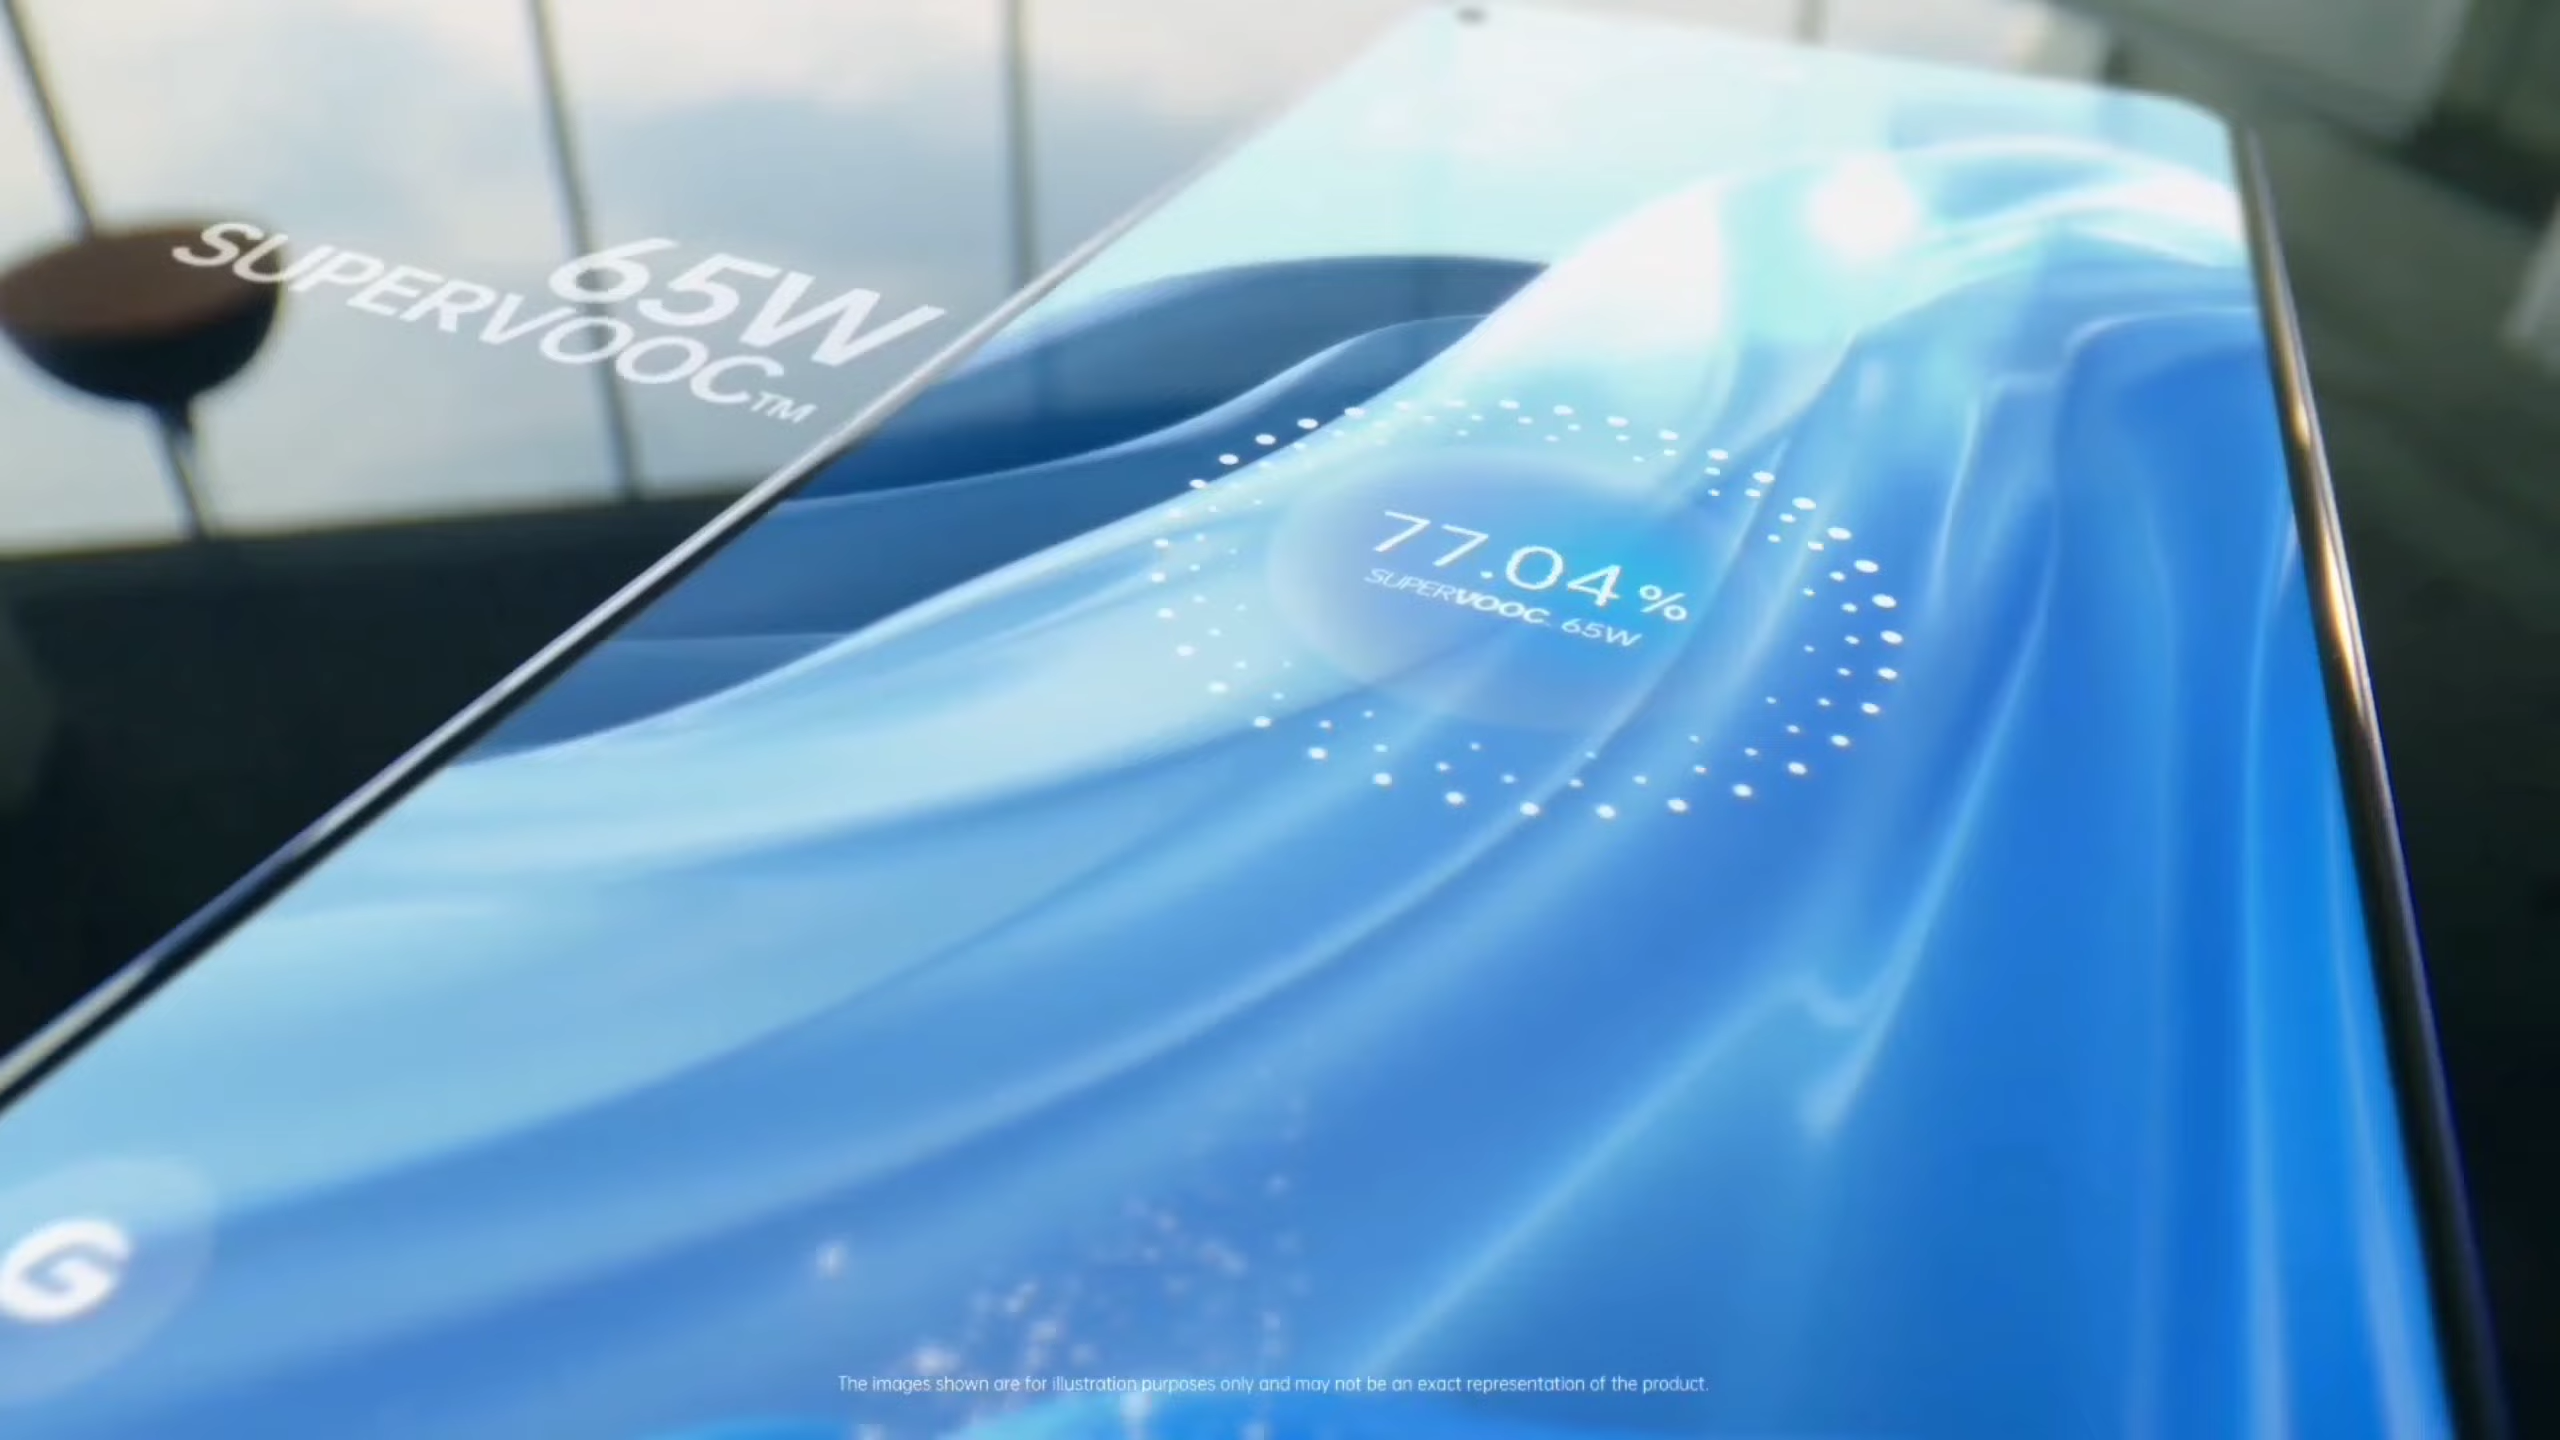 65W
SUPERVOOC™
77.04%
SUPERVOOC 65W
G
The images shown are for illustration purposes only and may not be an exact representation of the product.